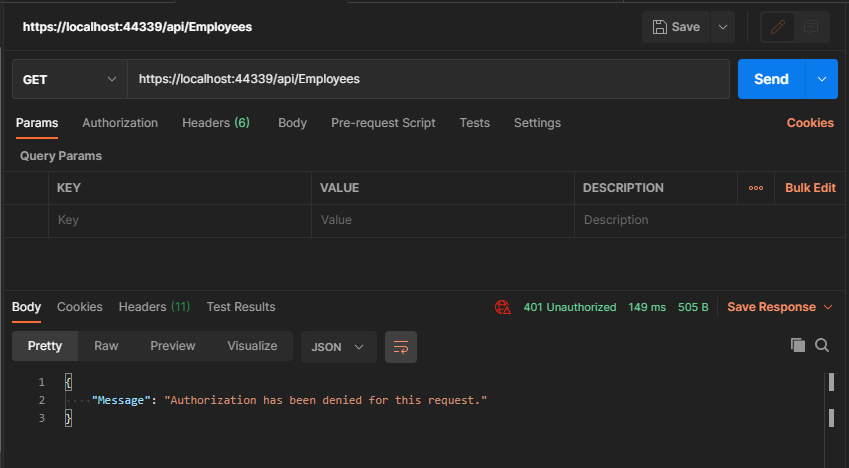 https://localhost:44339/api/Employees Save
GET https://localhost:44339/api/Employees Send
Params Authorization Headers (6) Body Pre-request Script Tests Settings Cookies
Query Params
KEY VALUE DESCRIPTION ooo Bulk Edit
Key Value Description
Body Cookies Headers (11) Test Results 401 Unauthorized 149 ms 505 B Save Response
Pretty Raw Preview Visualize JSON
1 {
2 "Message": "Authorization has been denied for this request."
3 }